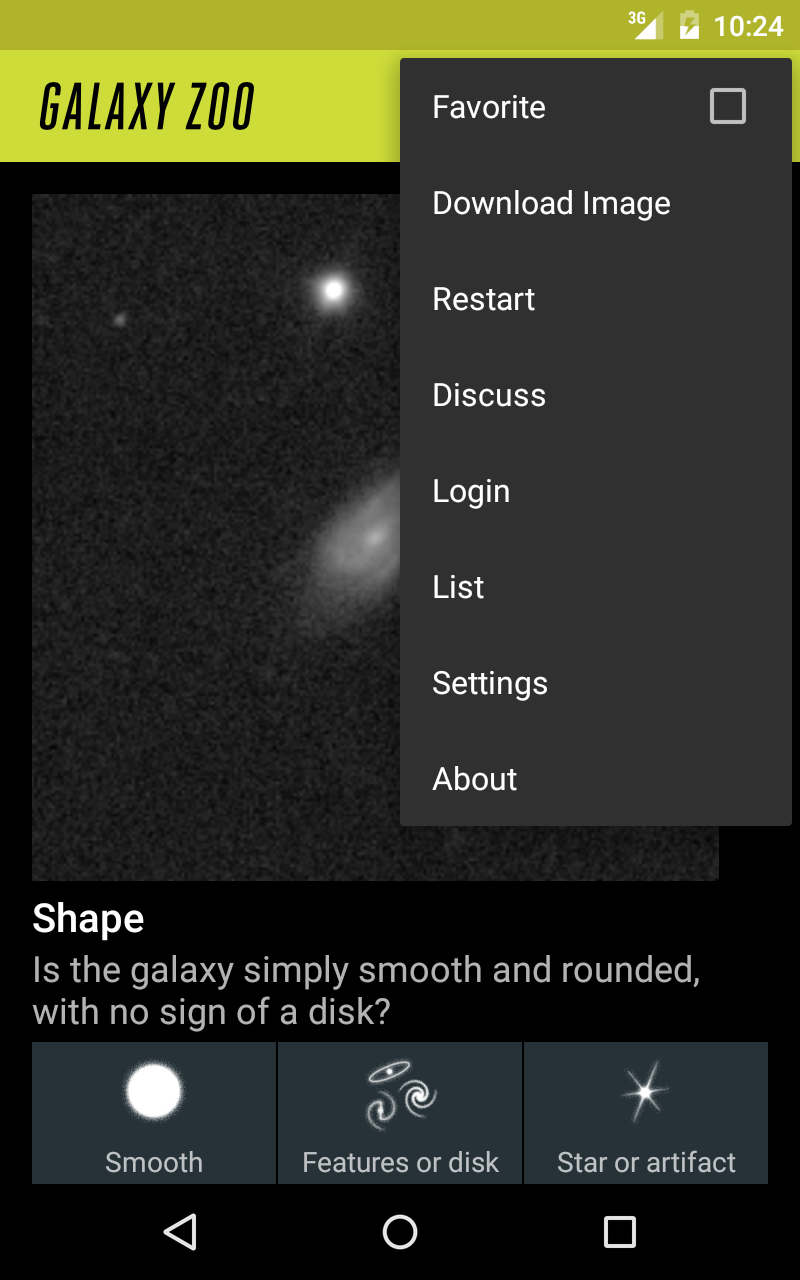 3G 10:24
GALAXY ZOO
Favorite
Download Image
Restart
Discuss
Login
List
Settings
About
Shape
Is the galaxy simply smooth and rounded,
with no sign of a disk?
Smooth
Features or disk
Star or artifact